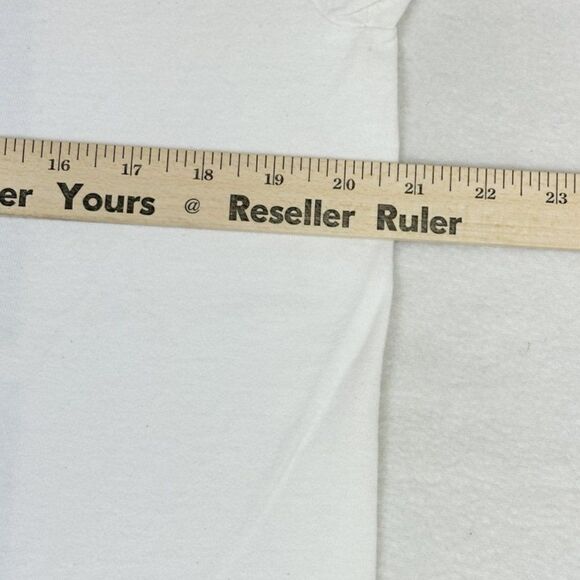 16 17 18 19 20 21 22 23
er Yours @ Reseller Ruler